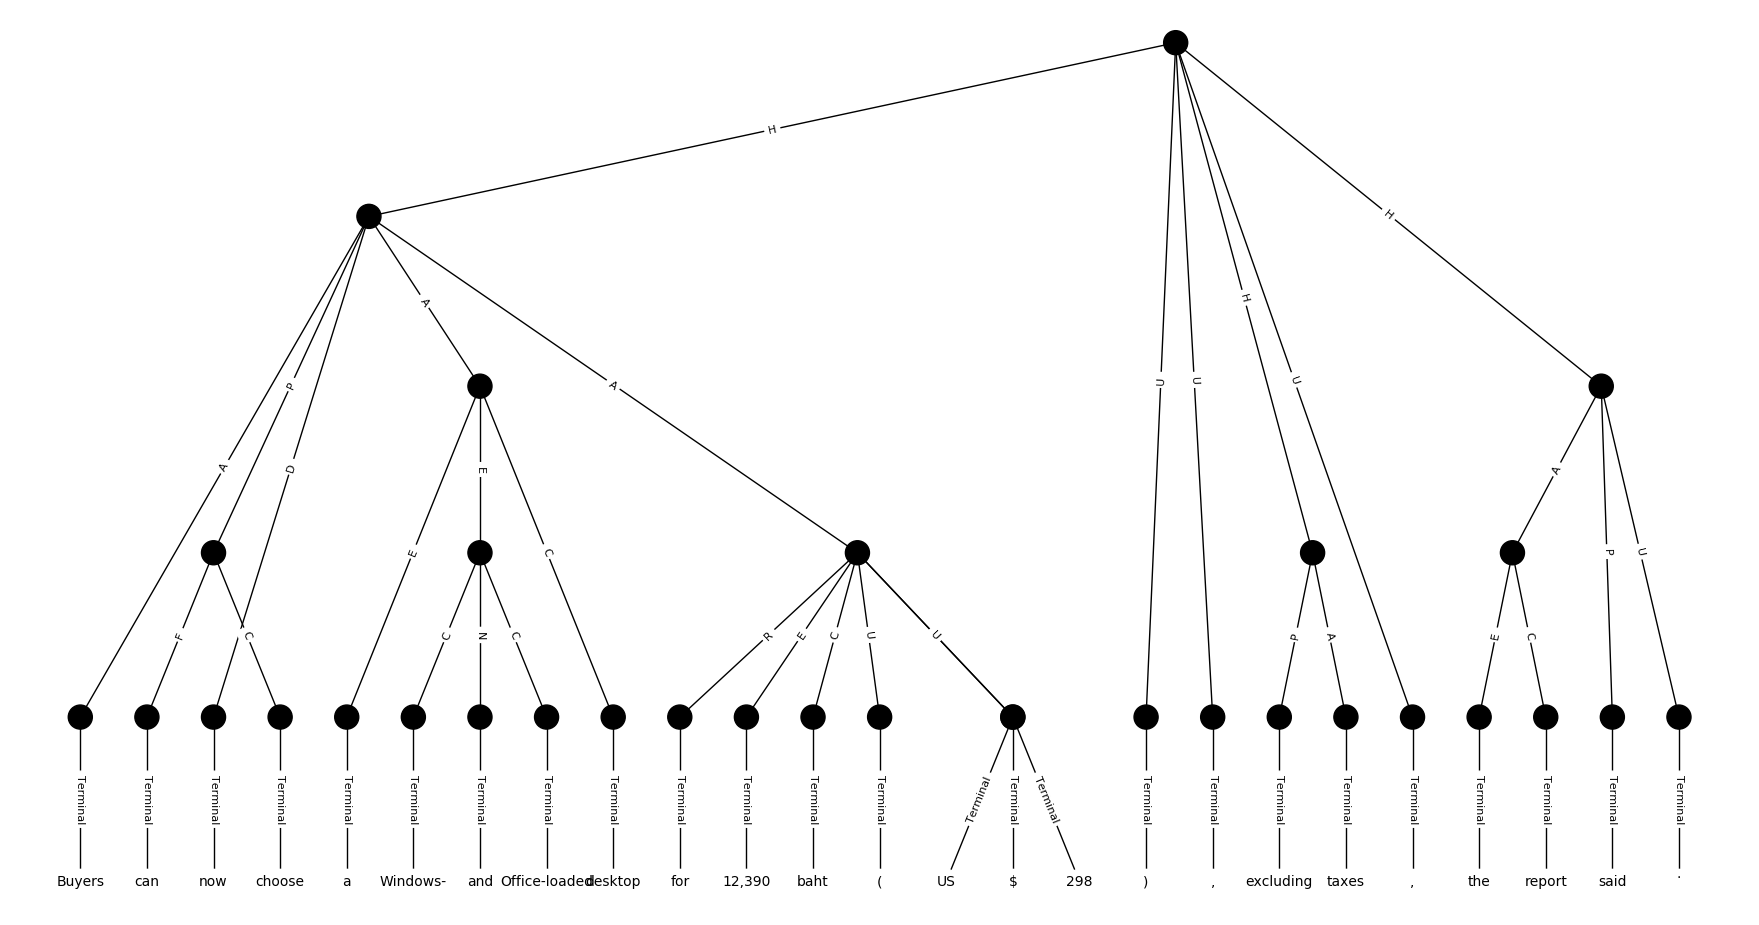 H
H
A
P
A
D
A
H
U
U
H
U
E
E
C
A
P
U
F
C
C
N
C
R
E
C
U
U
P
A
E
C
Terminal Terminal Terminal Terminal Terminal Terminal Terminal Terminal Terminal Terminal Terminal Terminal Terminal Terminal Terminal Terminal Terminal Terminal Terminal Terminal Terminal Terminal Terminal Terminal Terminal
Buyers can now choose a Windows- and Office-loaded desktop for 12,390 baht ( US $ 298 ) , excluding taxes , the report said .